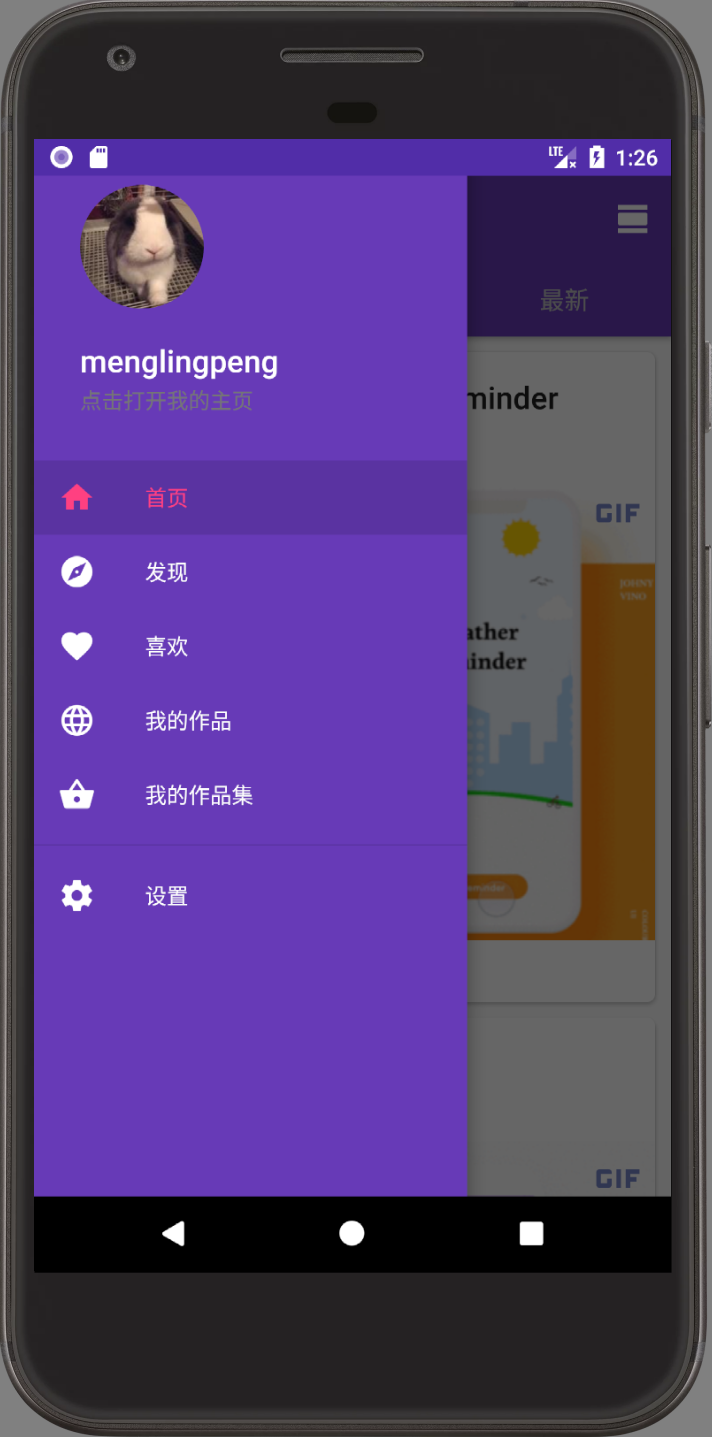 LTE 1:26
最新
menglingpeng
点击打开我的主页
minder
首页
GIF
发现
JOHNY
VINO
ather
inder
喜欢
我的作品
我的作品集
设置
GIF